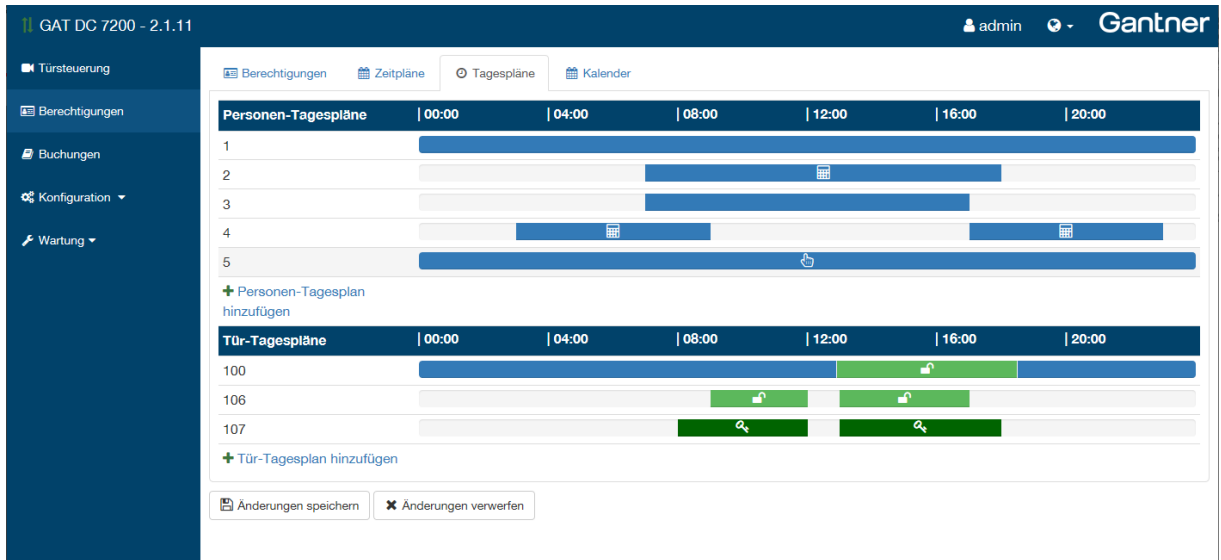 GAT DC 7200 - 2.1.11
admin
Gantner
Türsteuerung
Berechtigungen
Buchungen
Konfiguration
Wartung
Berechtigungen Zeitpläne Tagespläne Kalender
Personen-Tagespläne | 00:00 | 04:00 | 08:00 | 12:00 | 16:00 | 20:00
1
2
3
4
5
Personen-Tagesplan
hinzufügen
Tür-Tagespläne | 00:00 | 04:00 | 08:00 | 12:00 | 16:00 | 20:00
100
106
107
Tür-Tagesplan hinzufügen
Änderungen speichern Änderungen verwerfen